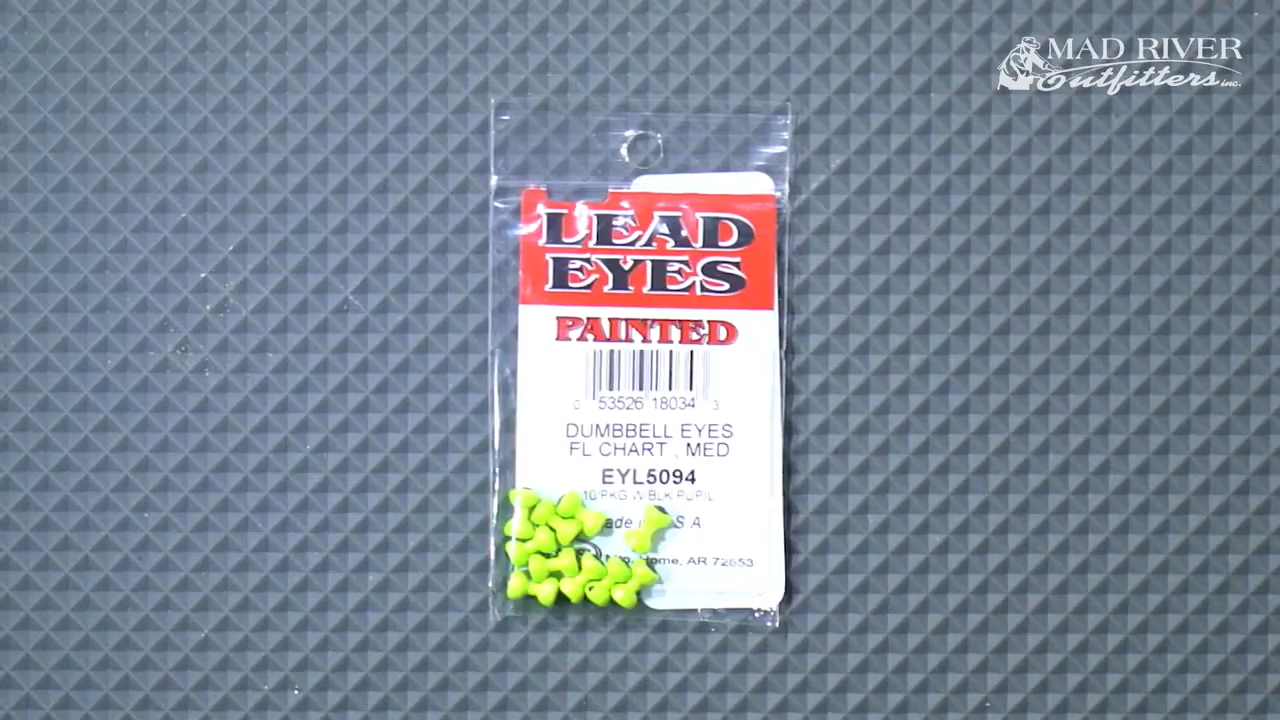 MAD RIVER
Outfitters inc.
LEAD
EYES
PAINTED
0 53526 18034 3
DUMBBELL EYES
FL CHART , MED
EYL5094
10/PKG W/BLK PUPIL
Home, AR 72653